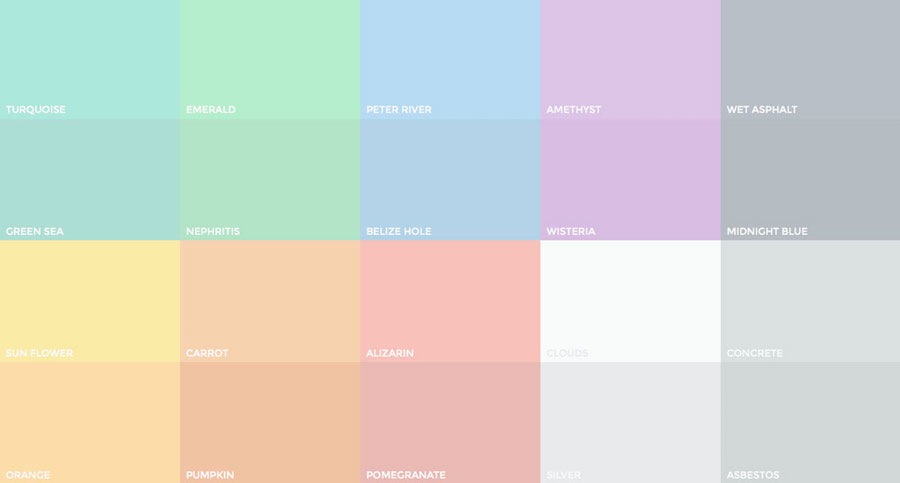 TURQUOISE
EMERALD
PETER RIVER
AMETHYST
WET ASPHALT
GREEN SEA
NEPHRITIS
BELIZE HOLE
WISTERIA
MIDNIGHT BLUE
SUN FLOWER
CARROT
ALIZARIN
CLOUDS
CONCRETE
ORANGE
PUMPKIN
POMEGRANATE
SILVER
ASBESTOS